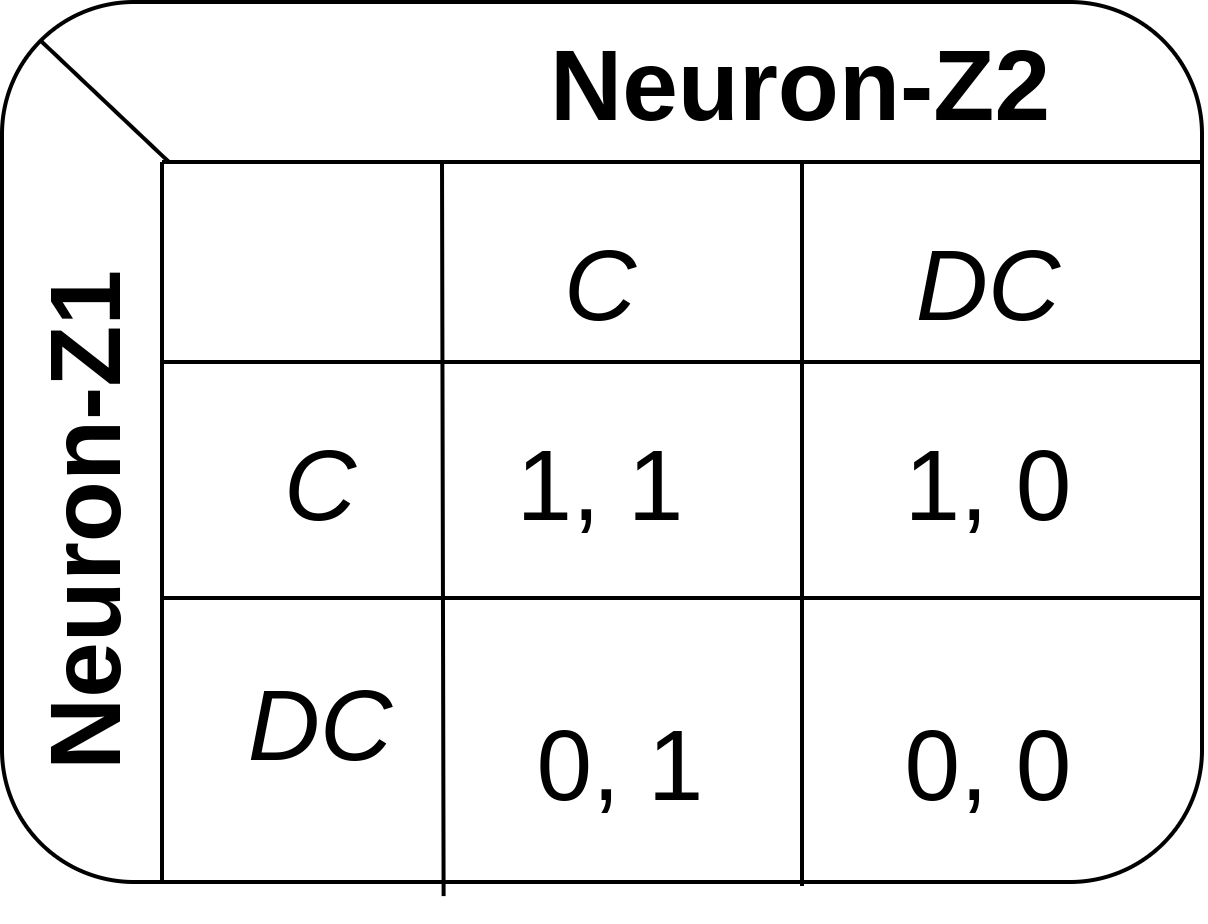 Neuron-Z2
Neuron-Z1
C DC
C 1, 1 1, 0
DC 0, 1 0, 0